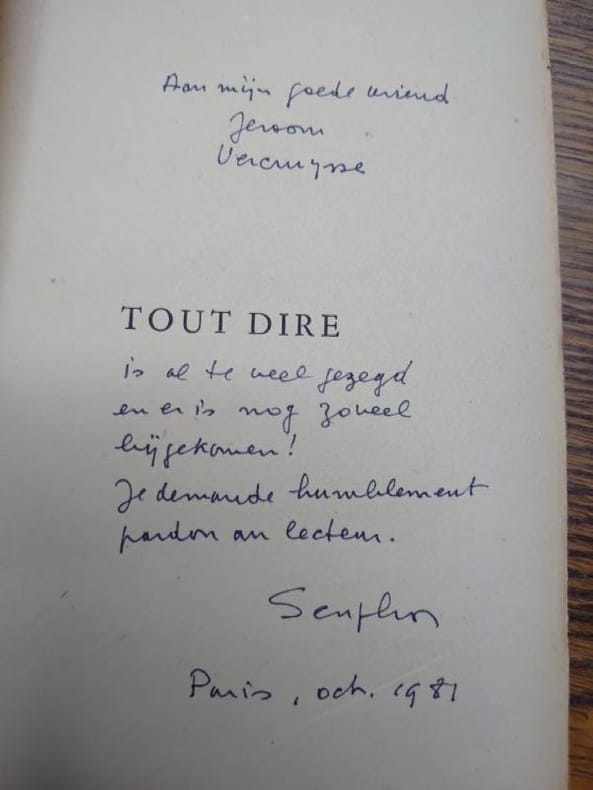 Aan mijn goede vriend
Jeroom
Vercruysse
TOUT DIRE
is al te veel gezegd
en er is nog zoveel
bijgekomen!
Je demande humblement
pardon au lecteur.
Seuphor
Paris, oct. 1981